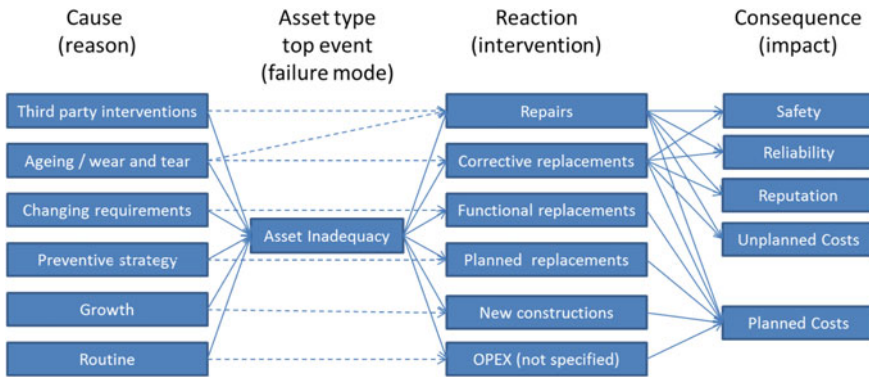 Cause
(reason)
Asset type
top event
(failure mode)
Reaction
(intervention)
Consequence
(impact)
Third party interventions
Ageing / wear and tear
Changing requirements
Preventive strategy
Growth
Routine
Asset Inadequacy
Repairs
Corrective replacements
Functional replacements
Planned replacements
New constructions
OPEX (not specified)
Safety
Reliability
Reputation
Unplanned Costs
Planned Costs